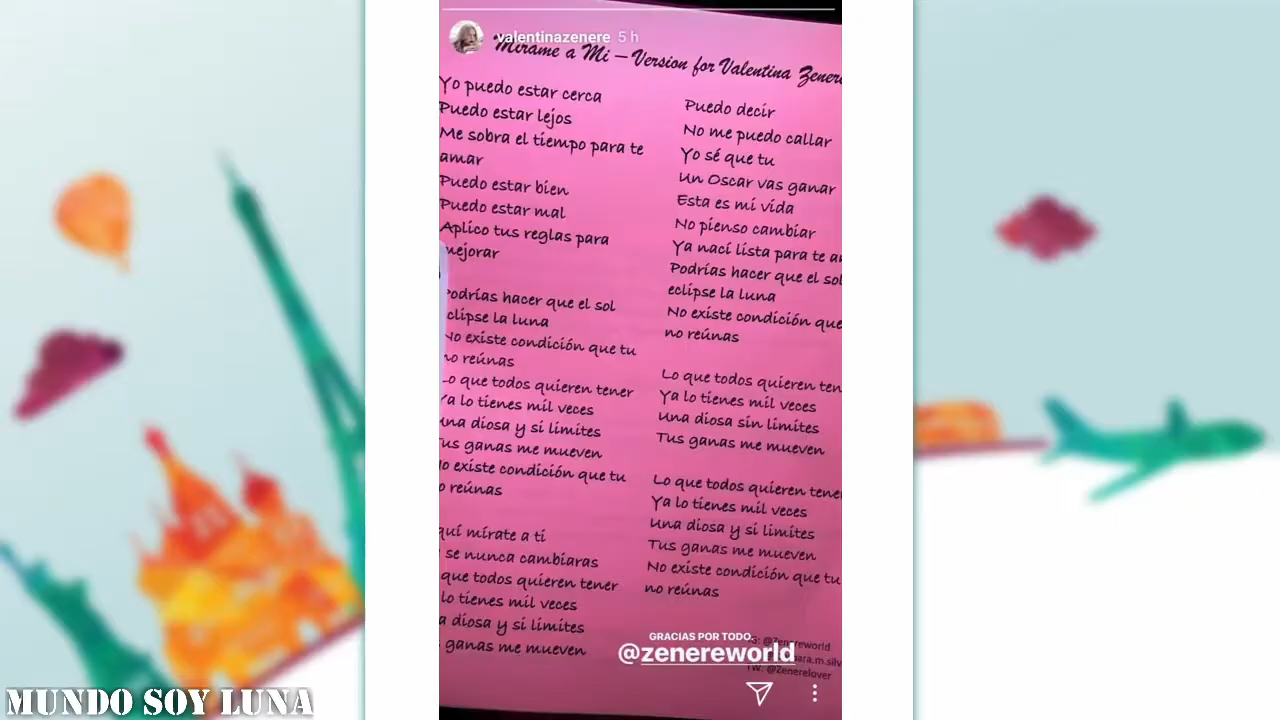 valentinazenere 5 h
Mírame a Mi – Version for Valentina Zenere
Yo puedo estar cerca
Puedo estar lejos
Me sobra el tiempo para te
amar
Puedo estar bien
Puedo estar mal
Aplico tus reglas para
mejorar
Podrías hacer que el sol
eclipse la luna
No existe condición que tu
no reúnas
Lo que todos quieren tener
Ya lo tienes mil veces
una diosa y si limites
Tus ganas me mueven
No existe condición que tu
no reúnas
quí mírate a ti
se nunca cambiaras
que todos quieren tener
lo tienes mil veces
a diosa y si limites
ganas me mueven
Puedo decir
No me puedo callar
Yo sé que tu
Un Oscar vas ganar
Esta es mi vida
No pienso cambiar
Ya nací lista para te
Podrías hacer que el sol
eclipse la luna
No existe condición que
no reúnas
Lo que todos quieren ten
Ya lo tienes mil veces
una diosa sin limites
Tus ganas me mueven
Lo que todos quieren tener
Ya lo tienes mil veces
una diosa y si limites
Tus ganas me mueven
No existe condición que tu
no reúnas
GRACIAS POR TODO.
@zenereworld
@Zenereworld
ara.m.silv
TW: @Zenerelover
MUNDO SOY LUNA